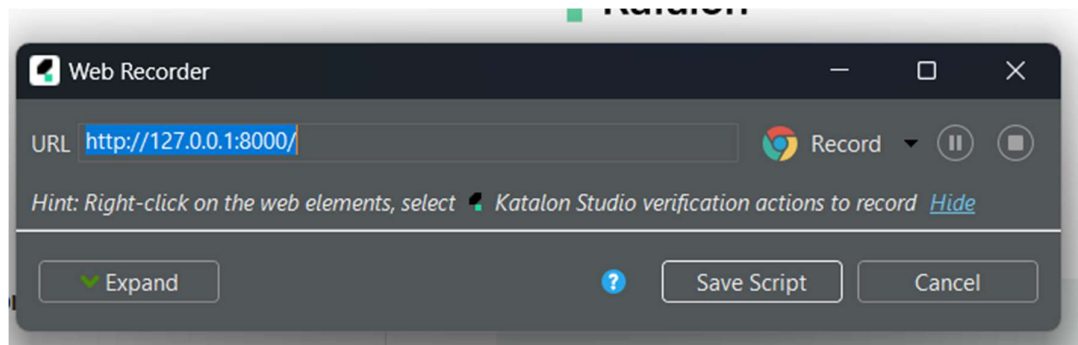 Katalon
Web Recorder
URL http://127.0.0.1:8000/ Record
Hint: Right-click on the web elements, select Katalon Studio verification actions to record Hide
Expand ? Save Script Cancel